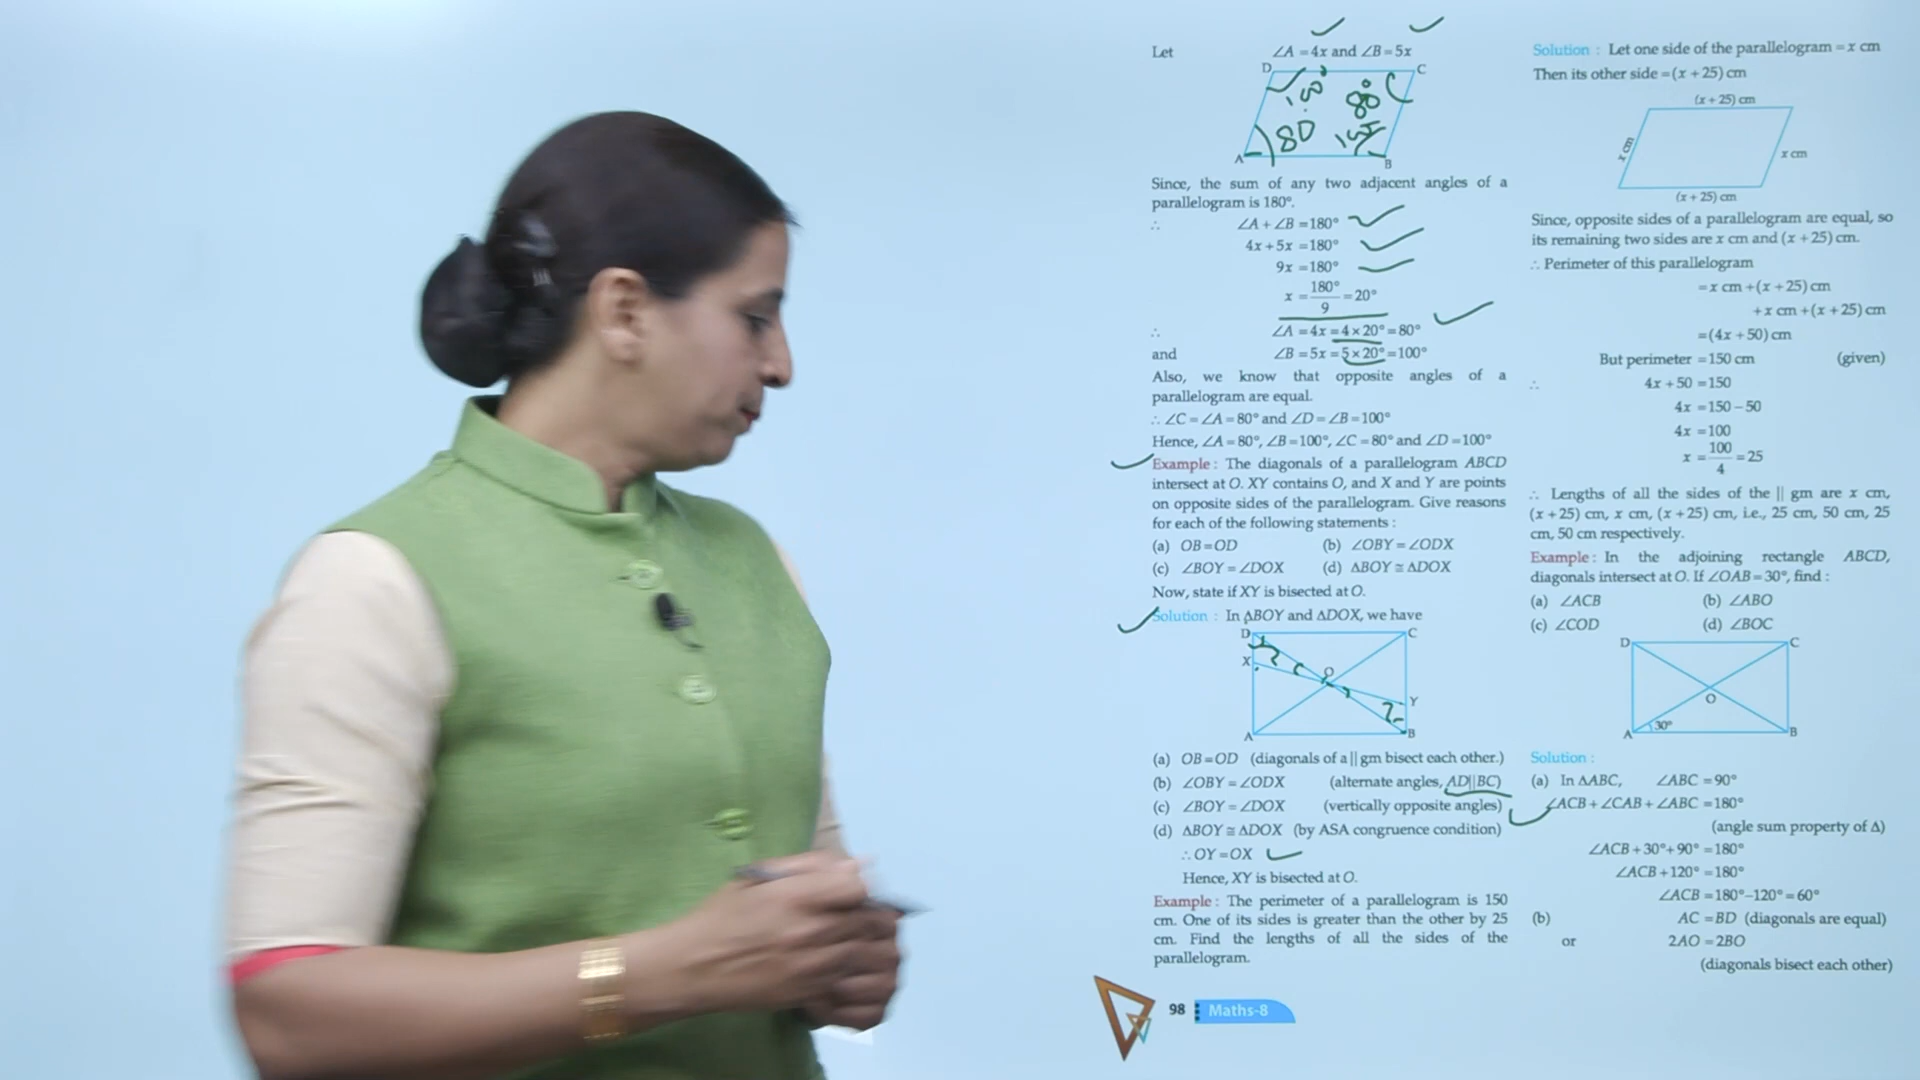 Let ∠A = 4x and ∠B = 5x
D C
100° 80°
80
A B
Since, the sum of any two adjacent angles of a
parallelogram is 180°.
∴ ∠A + ∠B = 180°
4x + 5x = 180°
9x = 180°
x = 180°/9 = 20°
∴ ∠A = 4x = 4 × 20° = 80°
and ∠B = 5x = 5 × 20° = 100°
Also, we know that opposite angles of a
parallelogram are equal.
∴ ∠C = ∠A = 80° and ∠D = ∠B = 100°
Hence, ∠A = 80°, ∠B = 100°, ∠C = 80° and ∠D = 100°
Example : The diagonals of a parallelogram ABCD
intersect at O. XY contains O, and X and Y are points
on opposite sides of the parallelogram. Give reasons
for each of the following statements :
(a) OB = OD (b) ∠OBY = ∠ODX
(c) ∠BOY = ∠DOX (d) ΔBOY ≅ ΔDOX
Now, state if XY is bisected at O.
Solution : In ΔBOY and ΔDOX, we have
D C
X
O
Y
A B
(a) OB = OD (diagonals of a || gm bisect each other.)
(b) ∠OBY = ∠ODX (alternate angles, AD||BC)
(c) ∠BOY = ∠DOX (vertically opposite angles)
(d) ΔBOY ≅ ΔDOX (by ASA congruence condition)
∴ OY = OX
Hence, XY is bisected at O.
Example : The perimeter of a parallelogram is 150
cm. One of its sides is greater than the other by 25
cm. Find the lengths of all the sides of the
parallelogram.
98 Maths-8
Solution : Let one side of the parallelogram = x cm
Then its other side = (x + 25) cm
(x + 25) cm
x cm
x cm
(x + 25) cm
Since, opposite sides of a parallelogram are equal, so
its remaining two sides are x cm and (x + 25) cm.
∴ Perimeter of this parallelogram
= x cm + (x + 25) cm
+ x cm + (x + 25) cm
= (4x + 50) cm
But perimeter = 150 cm (given)
∴ 4x + 50 = 150
4x = 150 – 50
4x = 100
x = 100/4 = 25
∴ Lengths of all the sides of the || gm are x cm,
(x + 25) cm, x cm, (x + 25) cm, i.e., 25 cm, 50 cm, 25
cm, 50 cm respectively.
Example : In the adjoining rectangle ABCD,
diagonals intersect at O. If ∠OAB = 30°, find :
(a) ∠ACB (b) ∠ABO
(c) ∠COD (d) ∠BOC
D C
O
30°
A B
Solution :
(a) In ΔABC, ∠ABC = 90°
∠ACB + ∠CAB + ∠ABC = 180°
(angle sum property of Δ)
∠ACB + 30° + 90° = 180°
∠ACB + 120° = 180°
∠ACB = 180° – 120° = 60°
(b) AC = BD (diagonals are equal)
or 2AO = 2BO
(diagonals bisect each other)